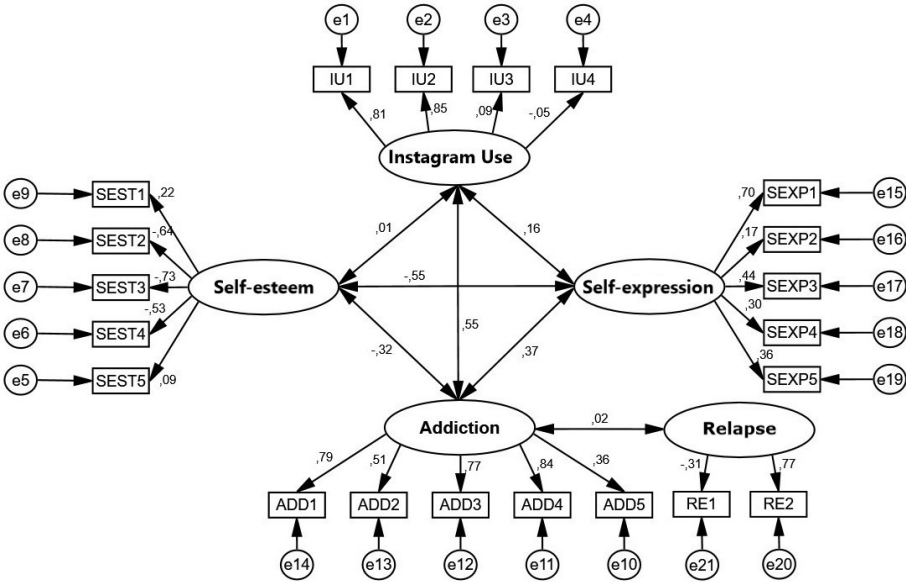 e1 e2 e3 e4
IU1 IU2 IU3 IU4
,81 ,85 ,09 -,05
Instagram Use
e9 SEST1 ,22
e8 SEST2 -,64
e7 SEST3 -,73
e6 SEST4 -,53
e5 SEST5 ,09
,70 SEXP1 e15
,17 SEXP2 e16
,44 SEXP3 e17
,30 SEXP4 e18
,36 SEXP5 e19
,01 ,16
Self-esteem -,55 Self-expression
-,32 ,55 ,37
Addiction ,02 Relapse
,79 ,51 ,77 ,84 ,36 -,31 ,77
ADD1 ADD2 ADD3 ADD4 ADD5 RE1 RE2
e14 e13 e12 e11 e10 e21 e20